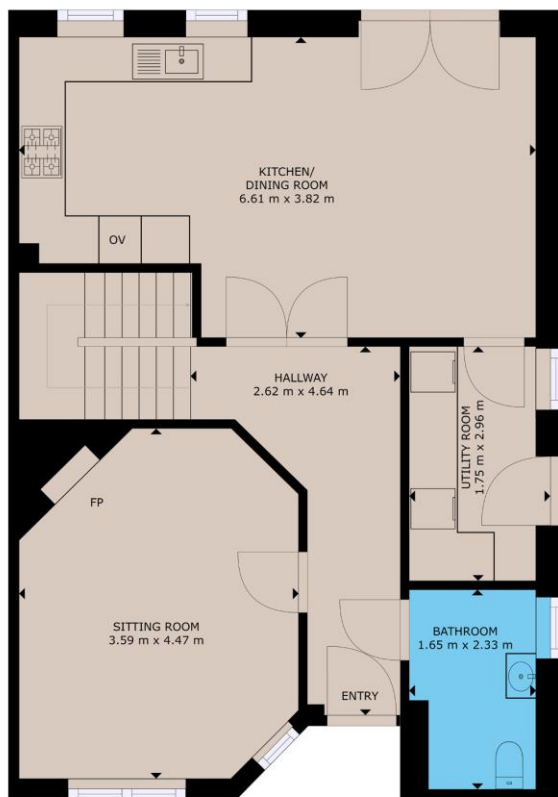 KITCHEN/
DINING ROOM
6.61 m x 3.82 m
OV
HALLWAY
2.62 m x 4.64 m
UTILITY ROOM
1.75 m x 2.96 m
FP
SITTING ROOM
3.59 m x 4.47 m
BATHROOM
1.65 m x 2.33 m
ENTRY